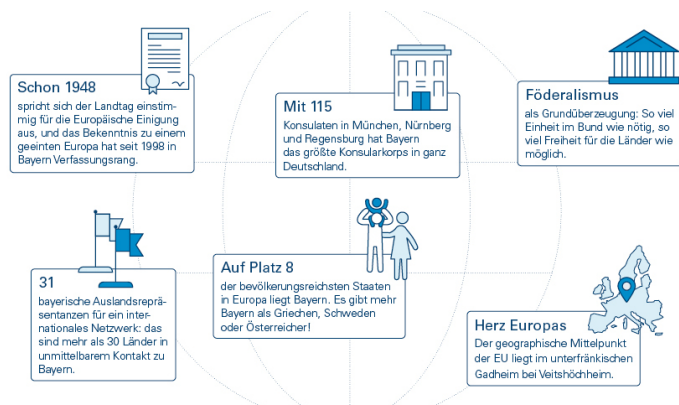 Schon 1948
spricht sich der Landtag einstim-
mig für die Europäische Einigung
aus, und das Bekenntnis zu einem
geeinten Europa hat seit 1998 in
Bayern Verfassungsrang.
Mit 115
Konsulaten in München, Nürnberg
und Regensburg hat Bayern
das größte Konsularkorps in ganz
Deutschland.
Föderalismus
als Grundüberzeugung: So viel
Einheit im Bund wie nötig, so
viel Freiheit für die Länder wie
möglich.
31
bayerische Auslandsreprä-
sentanzen für ein inter-
nationales Netzwerk: das
sind mehr als 30 Länder in
unmittelbarem Kontakt zu
Bayern.
Auf Platz 8
der bevölkerungsreichsten Staaten
in Europa liegt Bayern. Es gibt mehr
Bayern als Griechen, Schweden
oder Österreicher!
Herz Europas
Der geographische Mittelpunkt
der EU liegt im unterfränkischen
Gadheim bei Veitshöchheim.